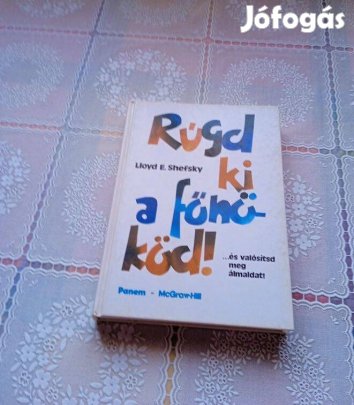 Jófogás
Rúgd
Lloyd E. Shefsky
ki
a főnö-
köd!
...és valósítsd
meg
álmaidat!
Panem - McGraw-Hill